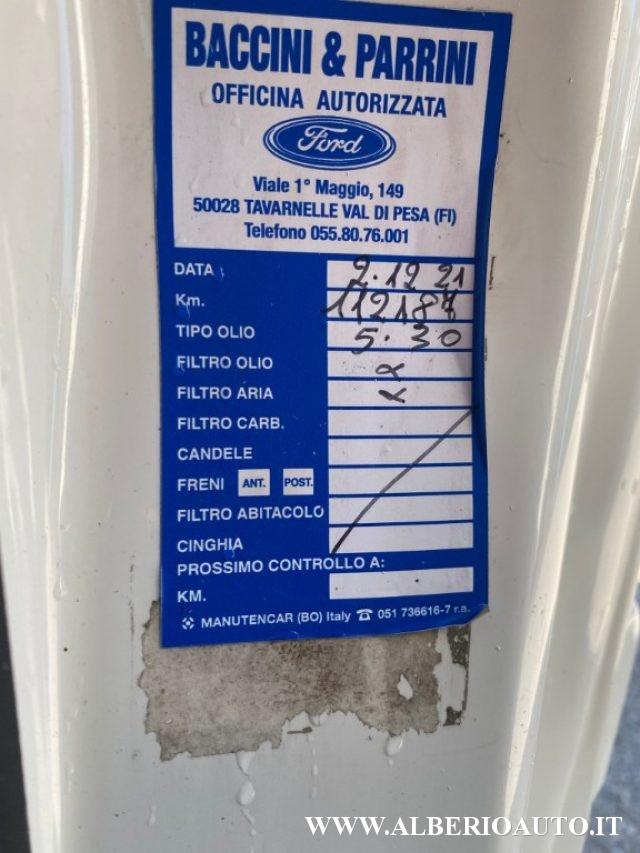 BACCINI & PARRINI
OFFICINA AUTORIZZATA
Ford
Viale 1° Maggio, 149
50028 TAVARNELLE VAL DI PESA (FI)
Telefono 055.80.76.001
DATA 2.12 21
Km. 112187
TIPO OLIO 5.30
FILTRO OLIO x
FILTRO ARIA x
FILTRO CARB.
CANDELE
FRENI ANT. POST.
FILTRO ABITACOLO
CINGHIA
PROSSIMO CONTROLLO A:
KM.
MANUTENCAR (BO) Italy ☎ 051 736616-7 r.a.
WWW.ALBERIOAUTO.IT